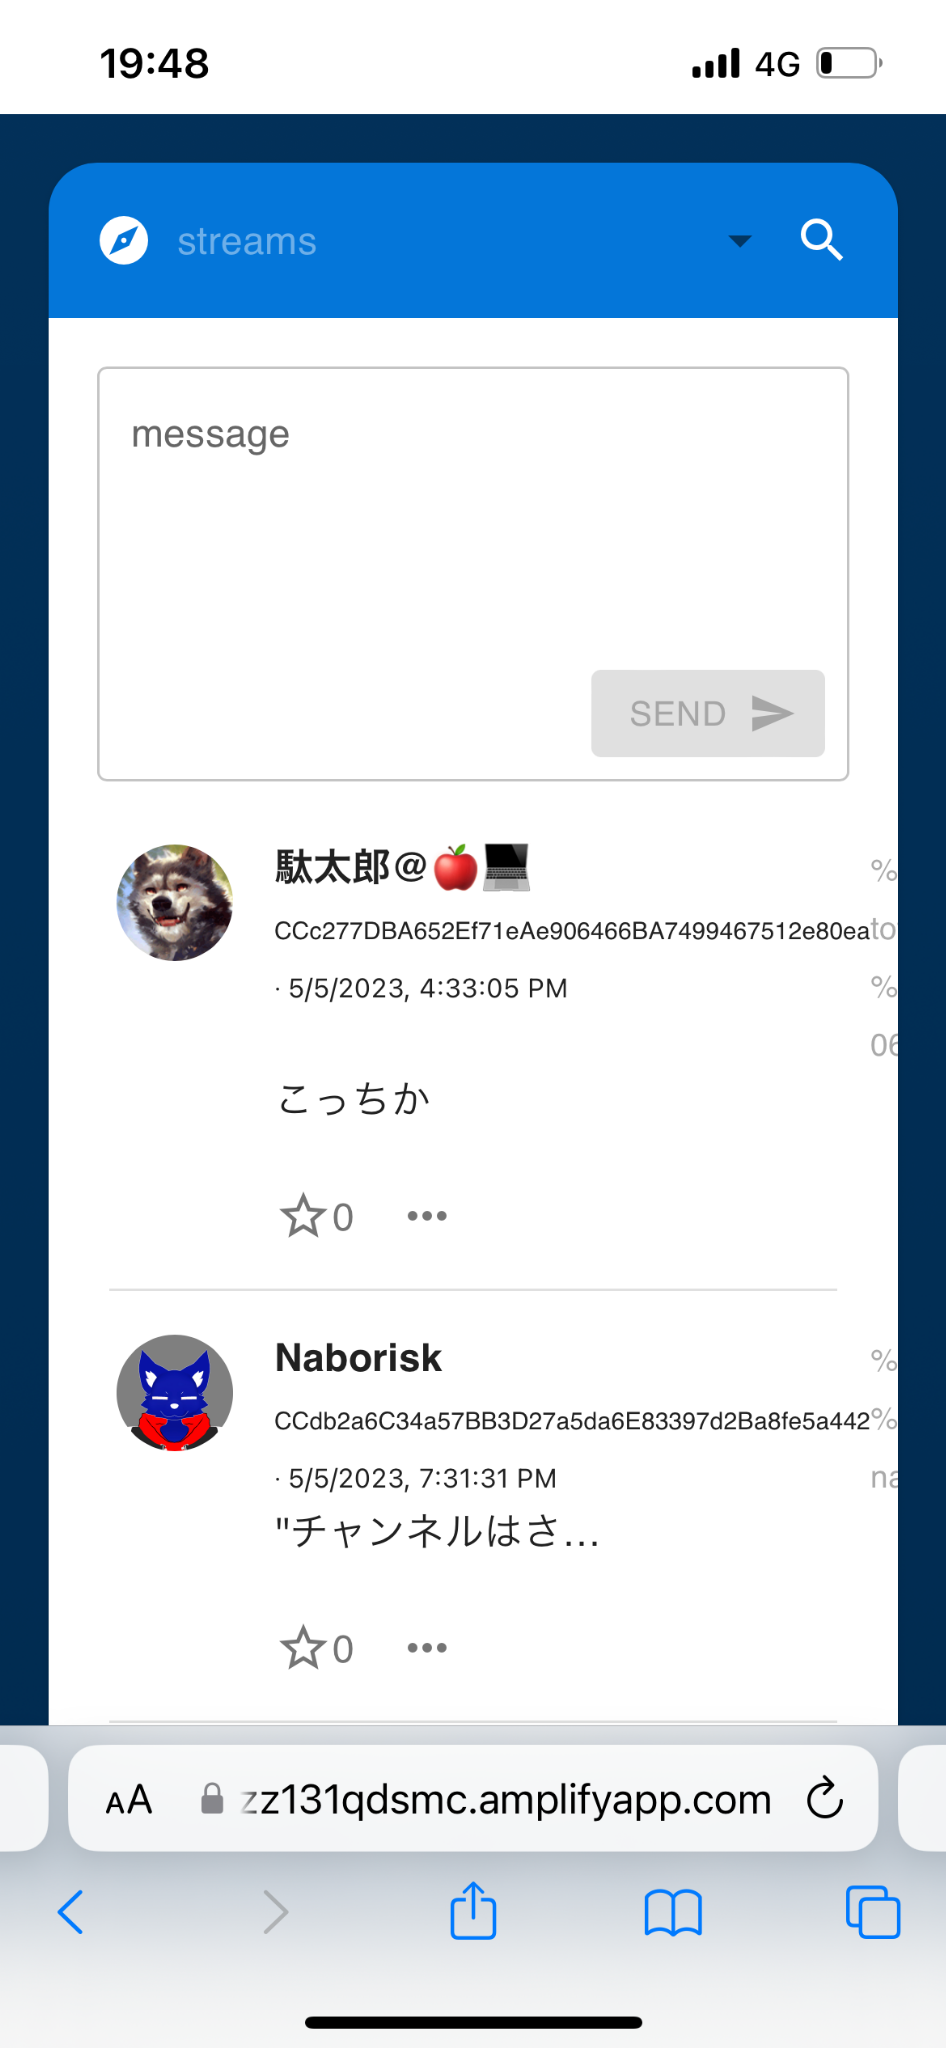 19:48 4G
streams
message
SEND
駄太郎@🍎💻 %
CCc277DBA652Ef71eAe906466BA7499467512e80ea to
· 5/5/2023, 4:33:05 PM %
06
こっちか
0
Naborisk %
CCdb2a6C34a57BB3D27a5da6E83397d2Ba8fe5a442 %
· 5/5/2023, 7:31:31 PM na
"チャンネルはさ...
0
AA zz131qdsmc.amplifyapp.com